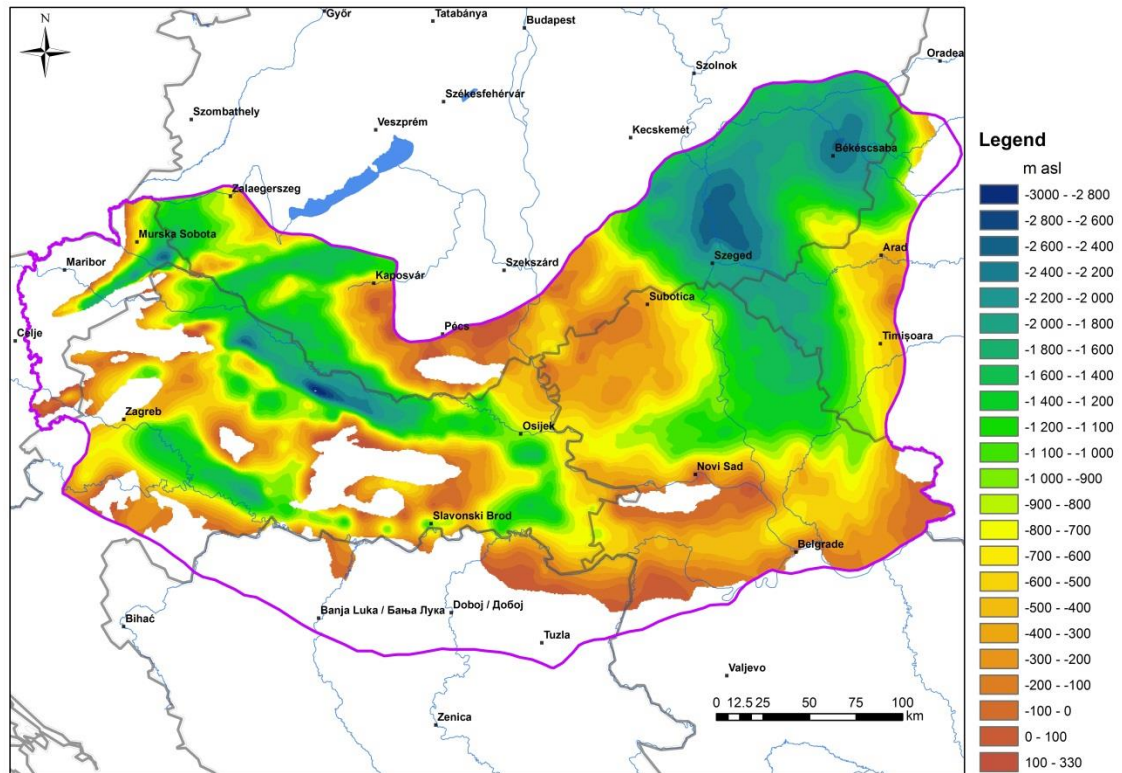 N
Győr
Tatabánya
Budapest
Oradea
Szolnok
Székesfehérvár
Szombathely
Veszprém
Kecskemét
Békéscsaba
Zalaegerszeg
Murska Sobota
Maribor
Kaposvár
Szekszárd
Szeged
Arad
Subotica
Pécs
Celje
Timișoara
Zagreb
Osijek
Novi Sad
Slavonski Brod
Belgrade
Banja Luka / Бања Лука
Doboj / Добој
Bihać
Tuzla
Valjevo
Zenica
0 12.5 25 50 75 100
km
Legend
m asl
-3000 - -2 800
-2 800 - -2 600
-2 600 - -2 400
-2 400 - -2 200
-2 200 - -2 000
-2 000 - -1 800
-1 800 - -1 600
-1 600 - -1 400
-1 400 - -1 200
-1 200 - -1 100
-1 100 - -1 000
-1 000 - -900
-900 - -800
-800 - -700
-700 - -600
-600 - -500
-500 - -400
-400 - -300
-300 - -200
-200 - -100
-100 - 0
0 - 100
100 - 330